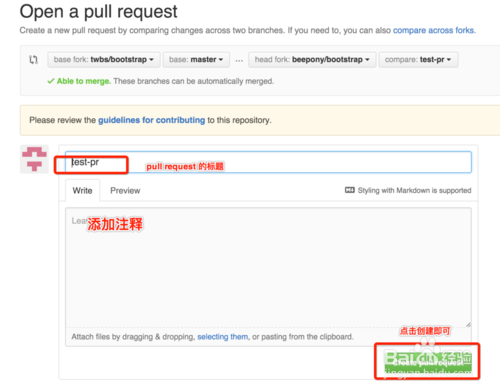 Open a pull request
Create a new pull request by comparing changes across two branches. If you need to, you can also compare across forks.
base fork: twbs/bootstrap base: master ... head fork: beepony/bootstrap compare: test-pr
Able to merge. These branches can be automatically merged.
Please review the guidelines for contributing to this repository.
test-pr pull request 的标题
Write Preview Styling with Markdown is supported
添加注释
Attach files by dragging & dropping, selecting them, or pasting from the clipboard.
点击创建即可
Baidu 经验
jingyan.baidu.com